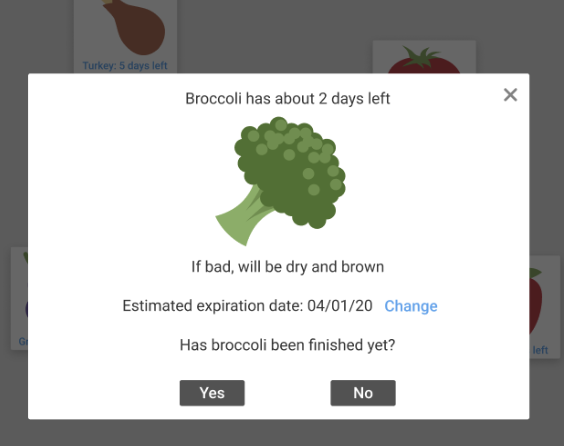 Turkey: 5 days left
Broccoli has about 2 days left
If bad, will be dry and brown
Estimated expiration date: 04/01/20 Change
Has broccoli been finished yet?
Yes No
left